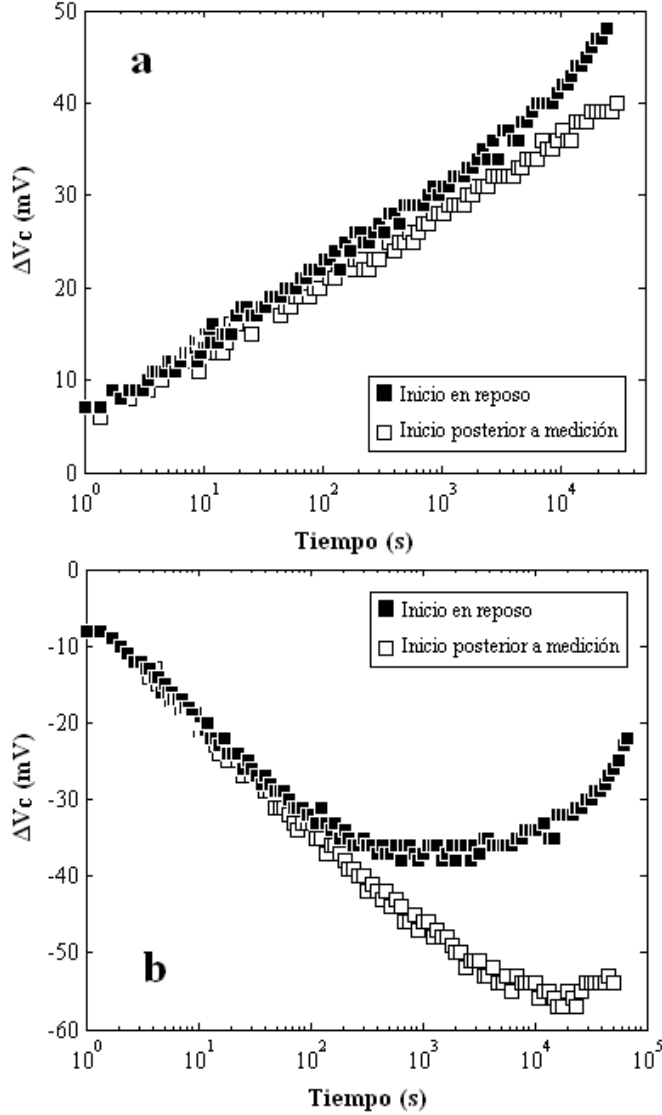 50
40
30
20
10
0
ΔVc (mV)
a
Inicio en reposo
Inicio posterior a medición
10^0 10^1 10^2 10^3 10^4
Tiempo (s)
0
-10
-20
-30
-40
-50
-60
ΔVc (mV)
Inicio en reposo
Inicio posterior a medición
b
10^0 10^1 10^2 10^3 10^4 10^5
Tiempo (s)